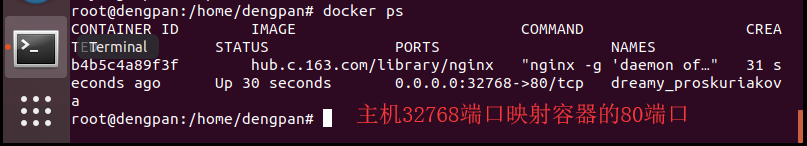 root@dengpan:/home/dengpan# docker ps
CONTAINER ID IMAGE COMMAND CREA
TED STATUS PORTS NAMES
Terminal
b4b5c4a89f3f hub.c.163.com/library/nginx "nginx -g 'daemon of…" 31 s
econds ago Up 30 seconds 0.0.0.0:32768->80/tcp dreamy_proskuriakov
a
root@dengpan:/home/dengpan#
主机32768端口映射容器的80端口